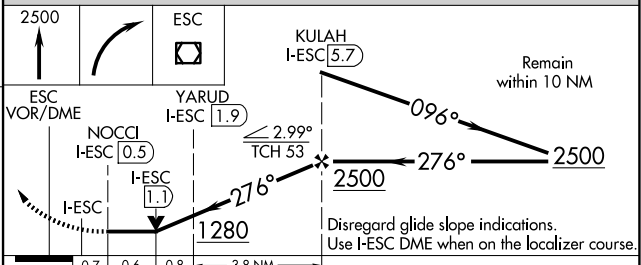 2500
ESC
KULAH
I-ESC 5.7
Remain
within 10 NM
ESC
VOR/DME
YARUD
I-ESC 1.9
NOCCI
I-ESC 0.5
2.99°
TCH 53
096°
I-ESC
1.1
276°
2500
276°
2500
I-ESC
1280
Disregard glide slope indications.
Use I-ESC DME when on the localizer course.
0.7 0.6 0.8 3.8 NM